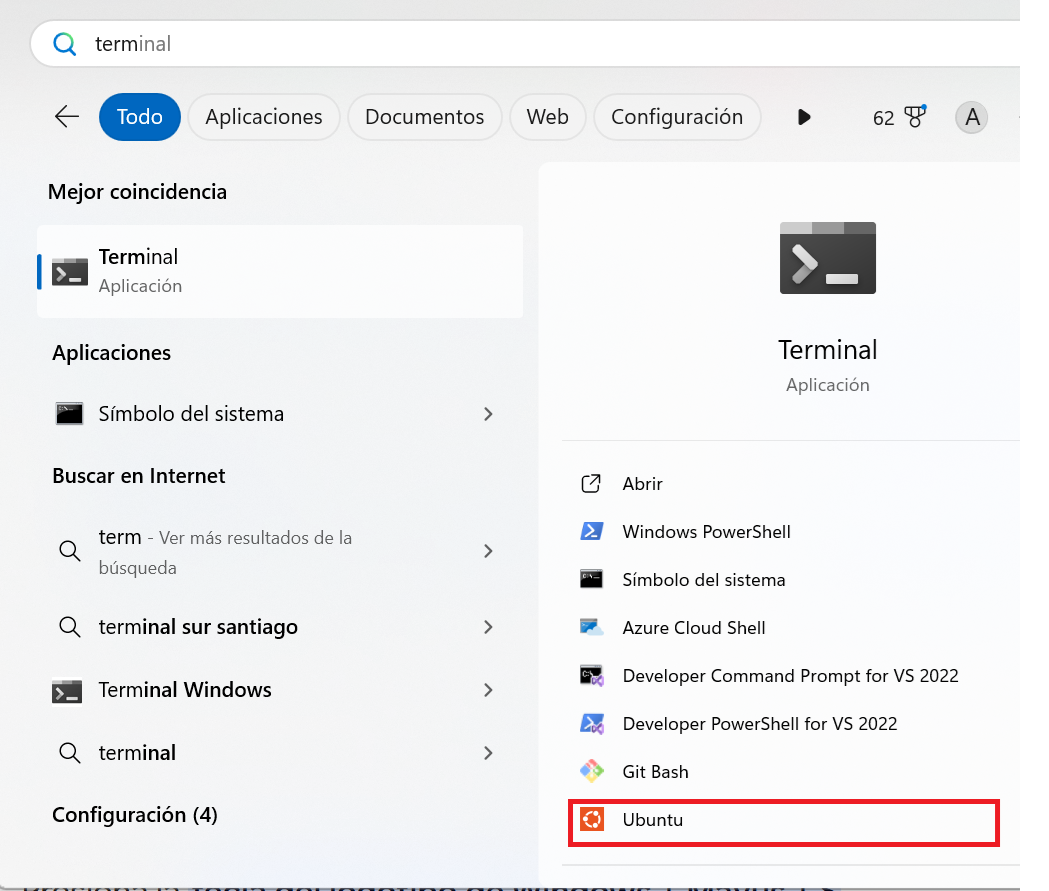 terminal
Todo
Aplicaciones
Documentos
Web
Configuración
62
A
Mejor coincidencia
Terminal
Aplicación
Aplicaciones
Símbolo del sistema
Buscar en Internet
term - Ver más resultados de la
búsqueda
terminal sur santiago
Terminal Windows
terminal
Configuración (4)
Terminal
Aplicación
Abrir
Windows PowerShell
Símbolo del sistema
Azure Cloud Shell
Developer Command Prompt for VS 2022
Developer PowerShell for VS 2022
Git Bash
Ubuntu